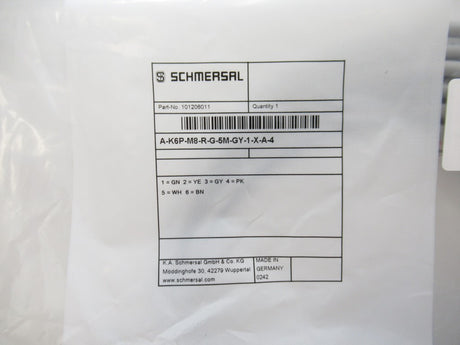 SCHMERSAL
Part-No: 101208011 Quantity 1
A-K6P-M8-R-G-5M-GY-1-X-A-4
1 = GN 2 = YE 3 = GY 4 = PK
5 = WH 6 = BN
K.A. Schmersal GmbH & Co. KG
Möddinghofe 30, 42279 Wuppertal
www.schmersal.com
MADE IN
GERMANY
0242